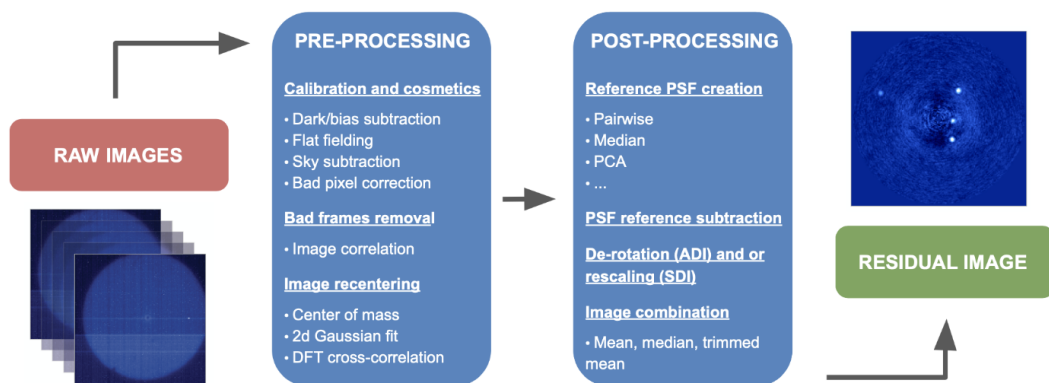 RAW IMAGES
PRE-PROCESSING
Calibration and cosmetics
• Dark/bias subtraction
• Flat fielding
• Sky subtraction
• Bad pixel correction
Bad frames removal
• Image correlation
Image recentering
• Center of mass
• 2d Gaussian fit
• DFT cross-correlation
POST-PROCESSING
Reference PSF creation
• Pairwise
• Median
• PCA
• ...
PSF reference subtraction
De-rotation (ADI) and or
rescaling (SDI)
Image combination
• Mean, median, trimmed
mean
RESIDUAL IMAGE